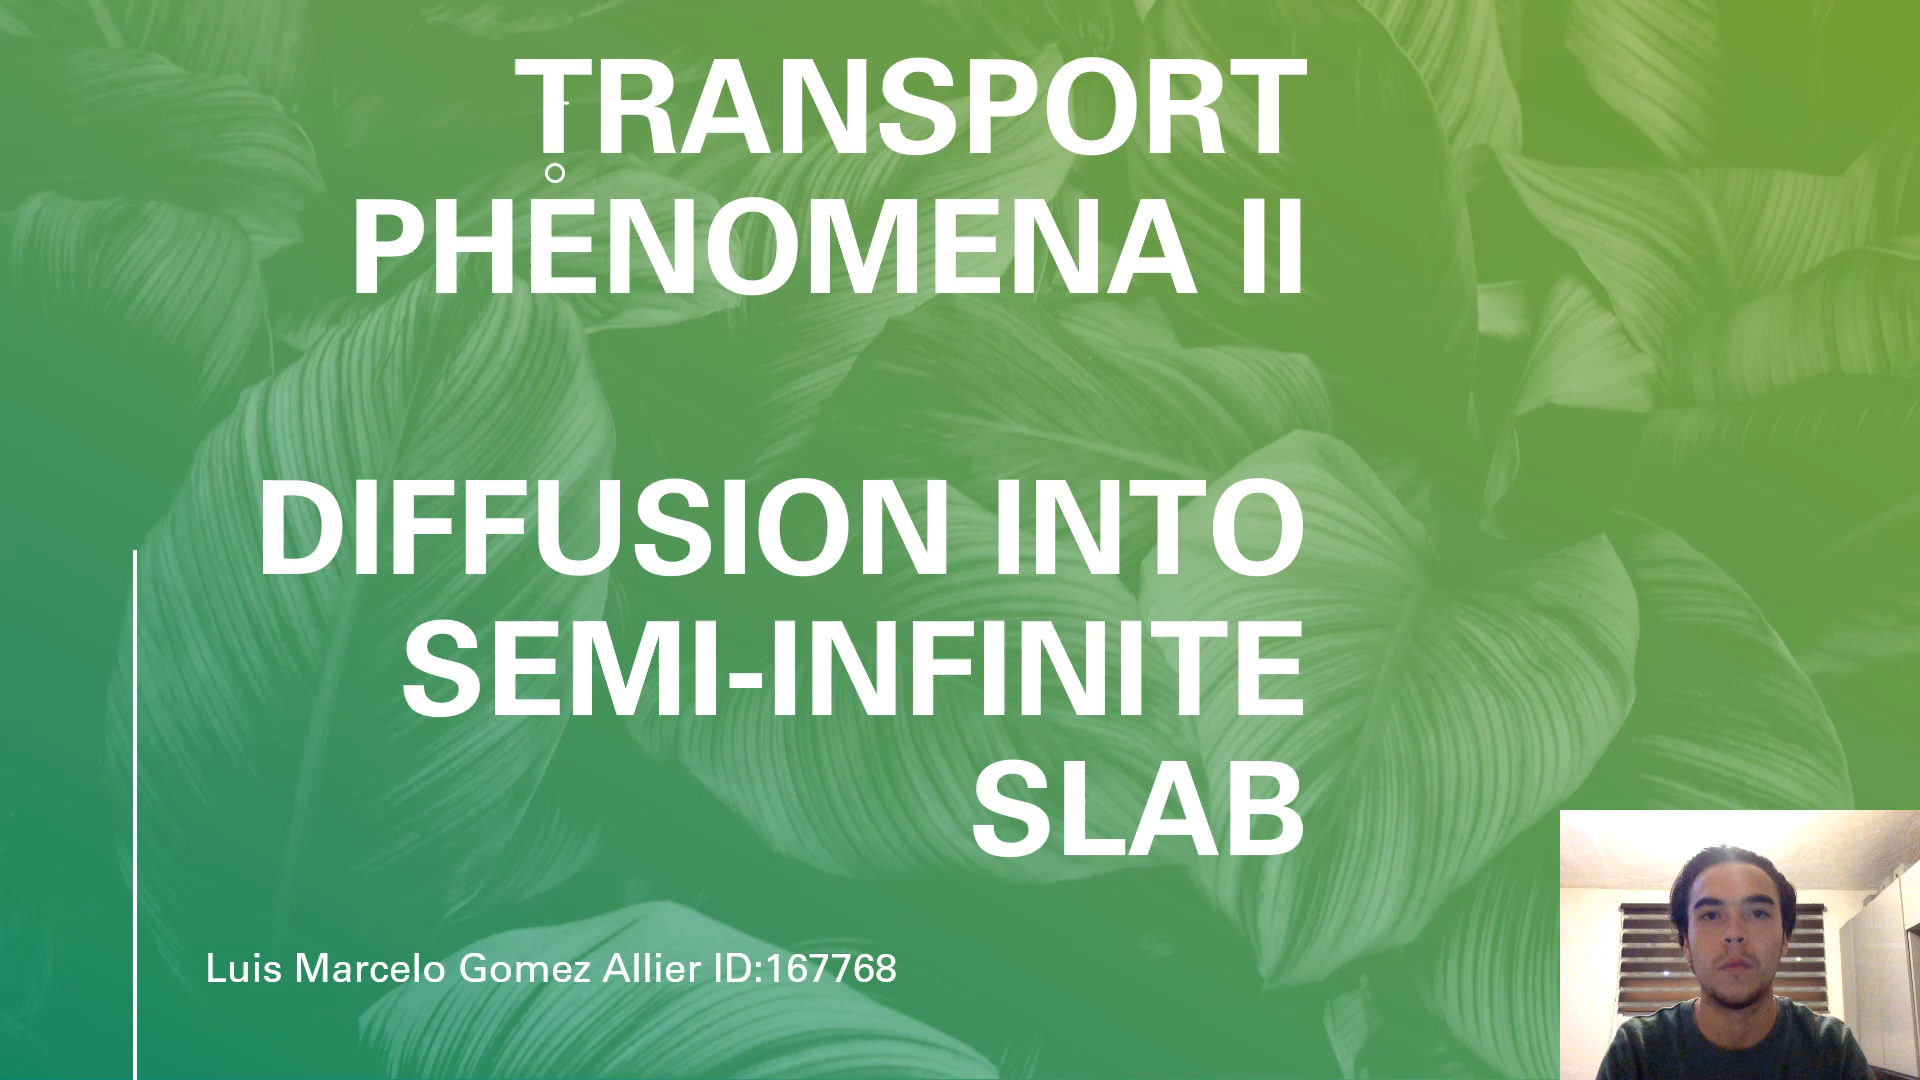 TRANSPORT
PHENOMENA II
DIFFUSION INTO
SEMI-INFINITE
SLAB
Luis Marcelo Gomez Allier ID:167768